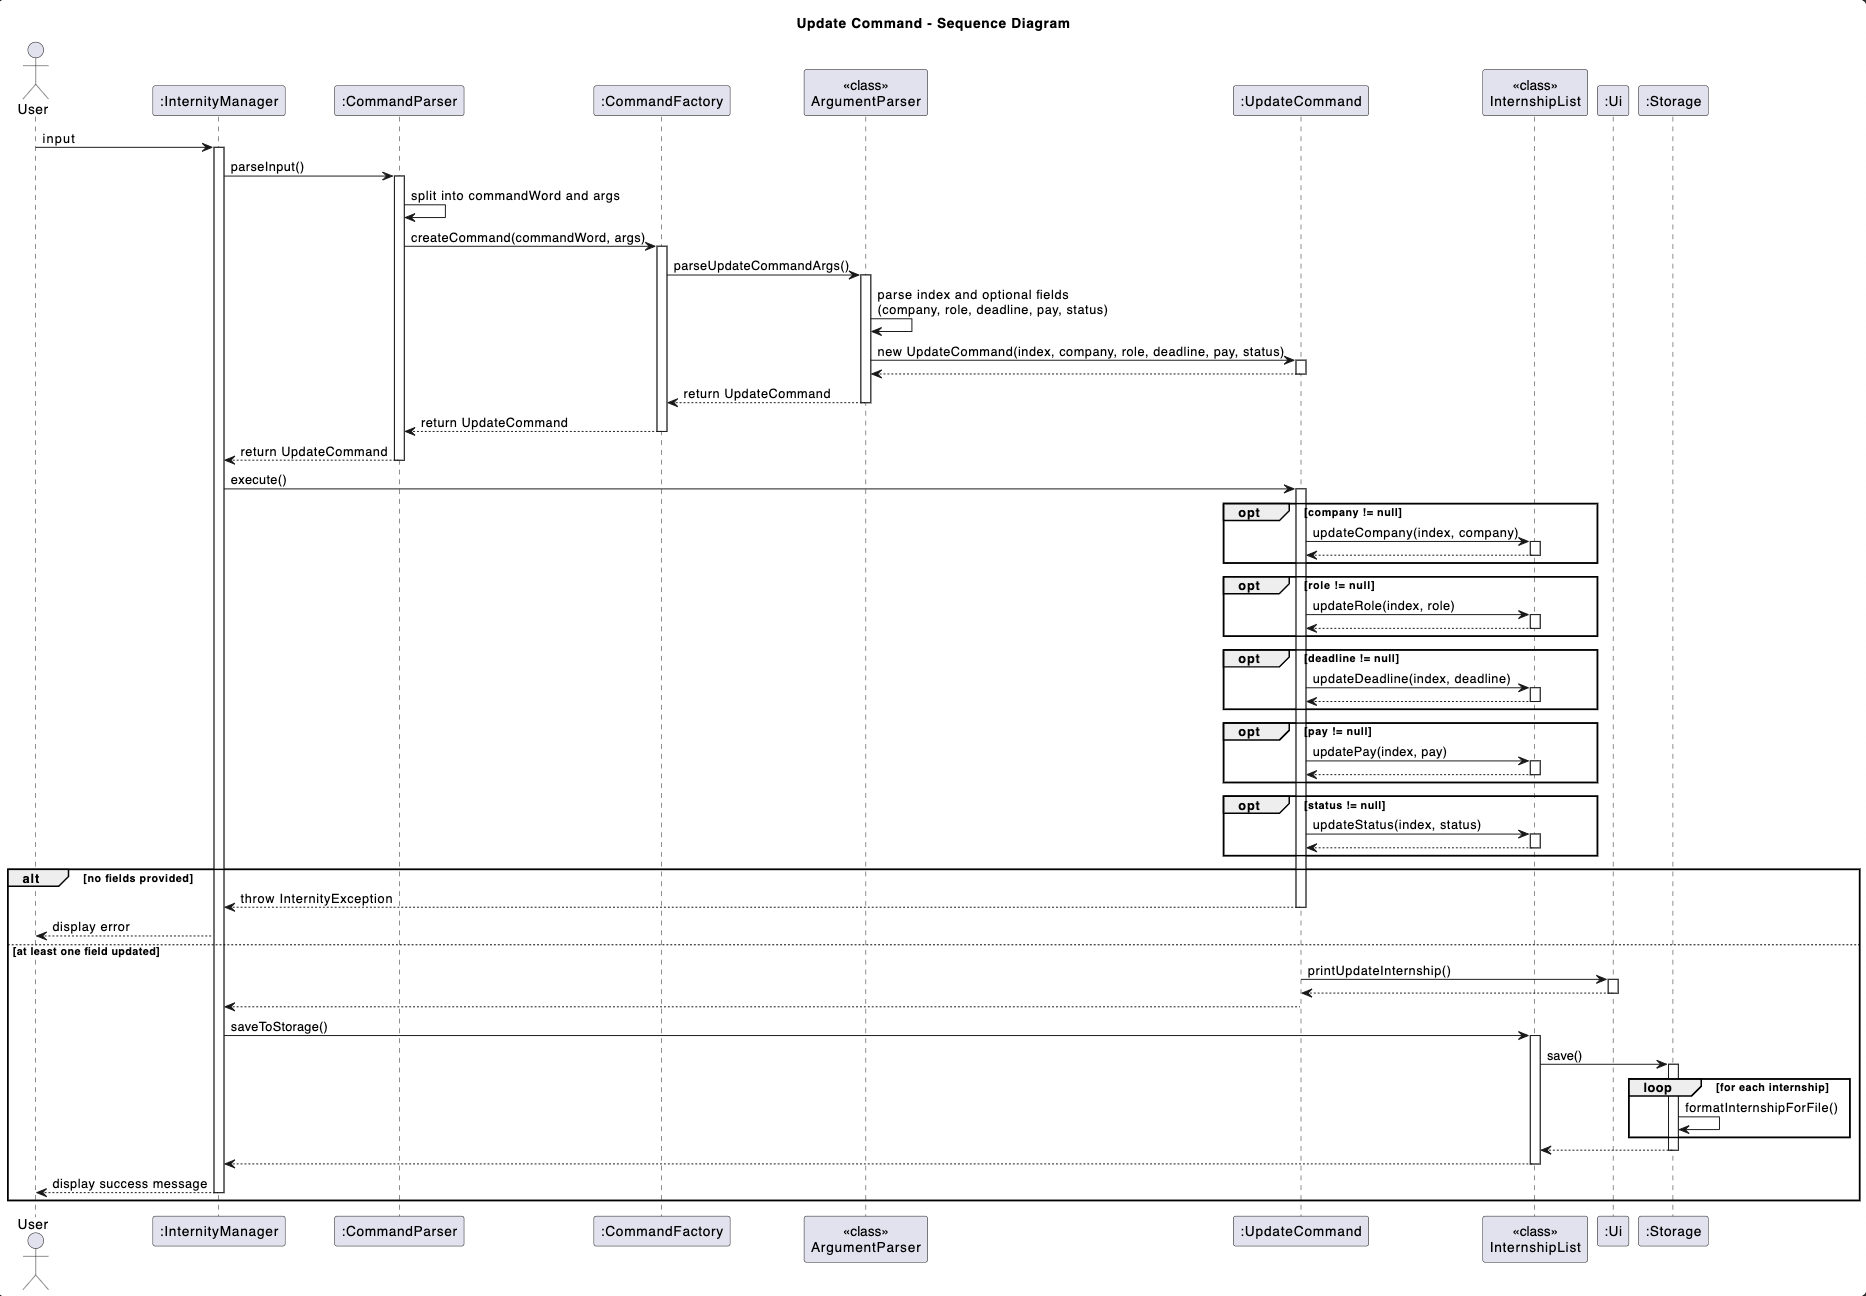 Update Command - Sequence Diagram
User
:InternityManager
:CommandParser
:CommandFactory
«class»
ArgumentParser
:UpdateCommand
«class»
InternshipList
:Ui
:Storage
input
parseInput()
split into commandWord and args
createCommand(commandWord, args)
parseUpdateCommandArgs()
parse index and optional fields
(company, role, deadline, pay, status)
new UpdateCommand(index, company, role, deadline, pay, status)
return UpdateCommand
return UpdateCommand
return UpdateCommand
execute()
opt
[company != null]
updateCompany(index, company)
opt
[role != null]
updateRole(index, role)
opt
[deadline != null]
updateDeadline(index, deadline)
opt
[pay != null]
updatePay(index, pay)
opt
[status != null]
updateStatus(index, status)
alt
[no fields provided]
throw InternityException
display error
[at least one field updated]
printUpdateInternship()
saveToStorage()
save()
loop
[for each internship]
formatInternshipForFile()
display success message
User
:InternityManager
:CommandParser
:CommandFactory
«class»
ArgumentParser
:UpdateCommand
«class»
InternshipList
:Ui
:Storage